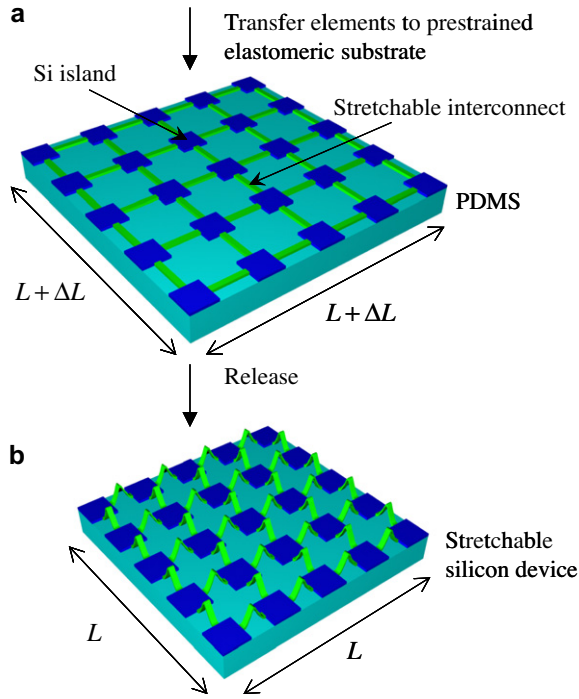 a
Transfer elements to prestrained
elastomeric substrate
Si island
Stretchable interconnect
PDMS
L + ΔL
L + ΔL
Release
b
Stretchable
silicon device
L
L